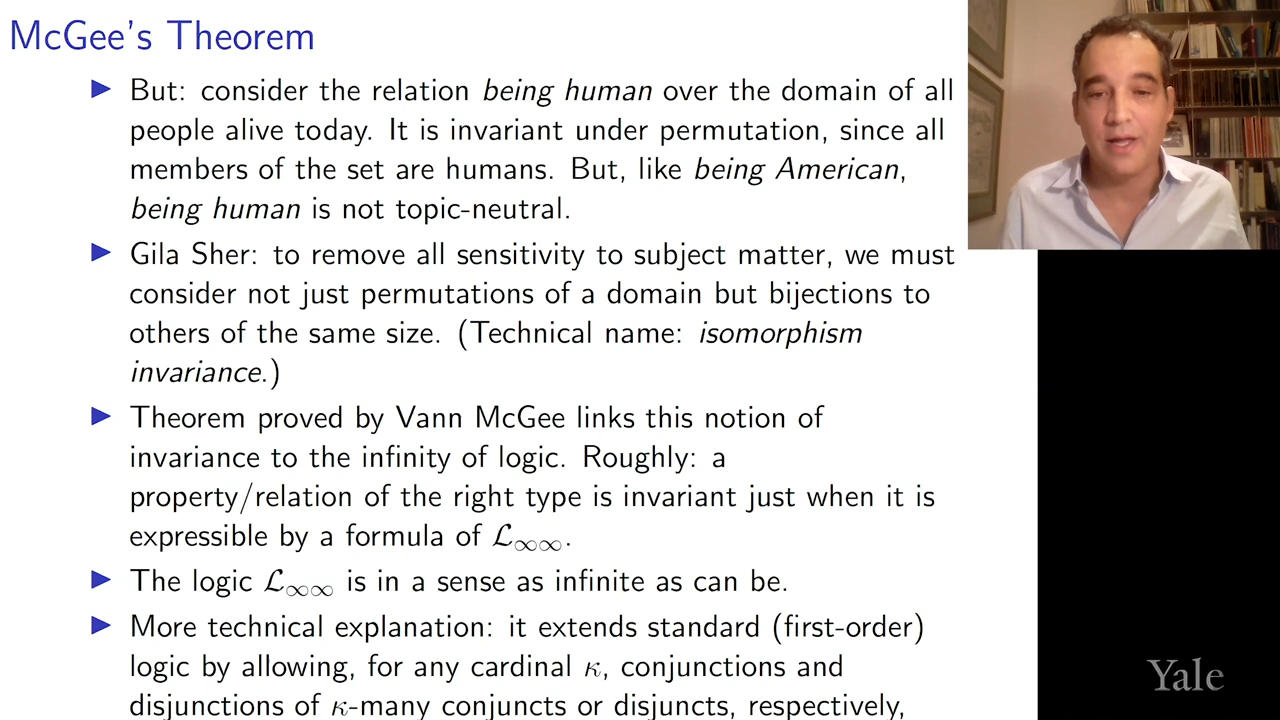 McGee's Theorem
▶ But: consider the relation being human over the domain of all
people alive today. It is invariant under permutation, since all
members of the set are humans. But, like being American,
being human is not topic-neutral.
▶ Gila Sher: to remove all sensitivity to subject matter, we must
consider not just permutations of a domain but bijections to
others of the same size. (Technical name: isomorphism
invariance.)
▶ Theorem proved by Vann McGee links this notion of
invariance to the infinity of logic. Roughly: a
property/relation of the right type is invariant just when it is
expressible by a formula of ℒ∞∞.
▶ The logic ℒ∞∞ is in a sense as infinite as can be.
▶ More technical explanation: it extends standard (first-order)
logic by allowing, for any cardinal κ, conjunctions and
disjunctions of κ-many conjuncts or disjuncts, respectively,
Yale